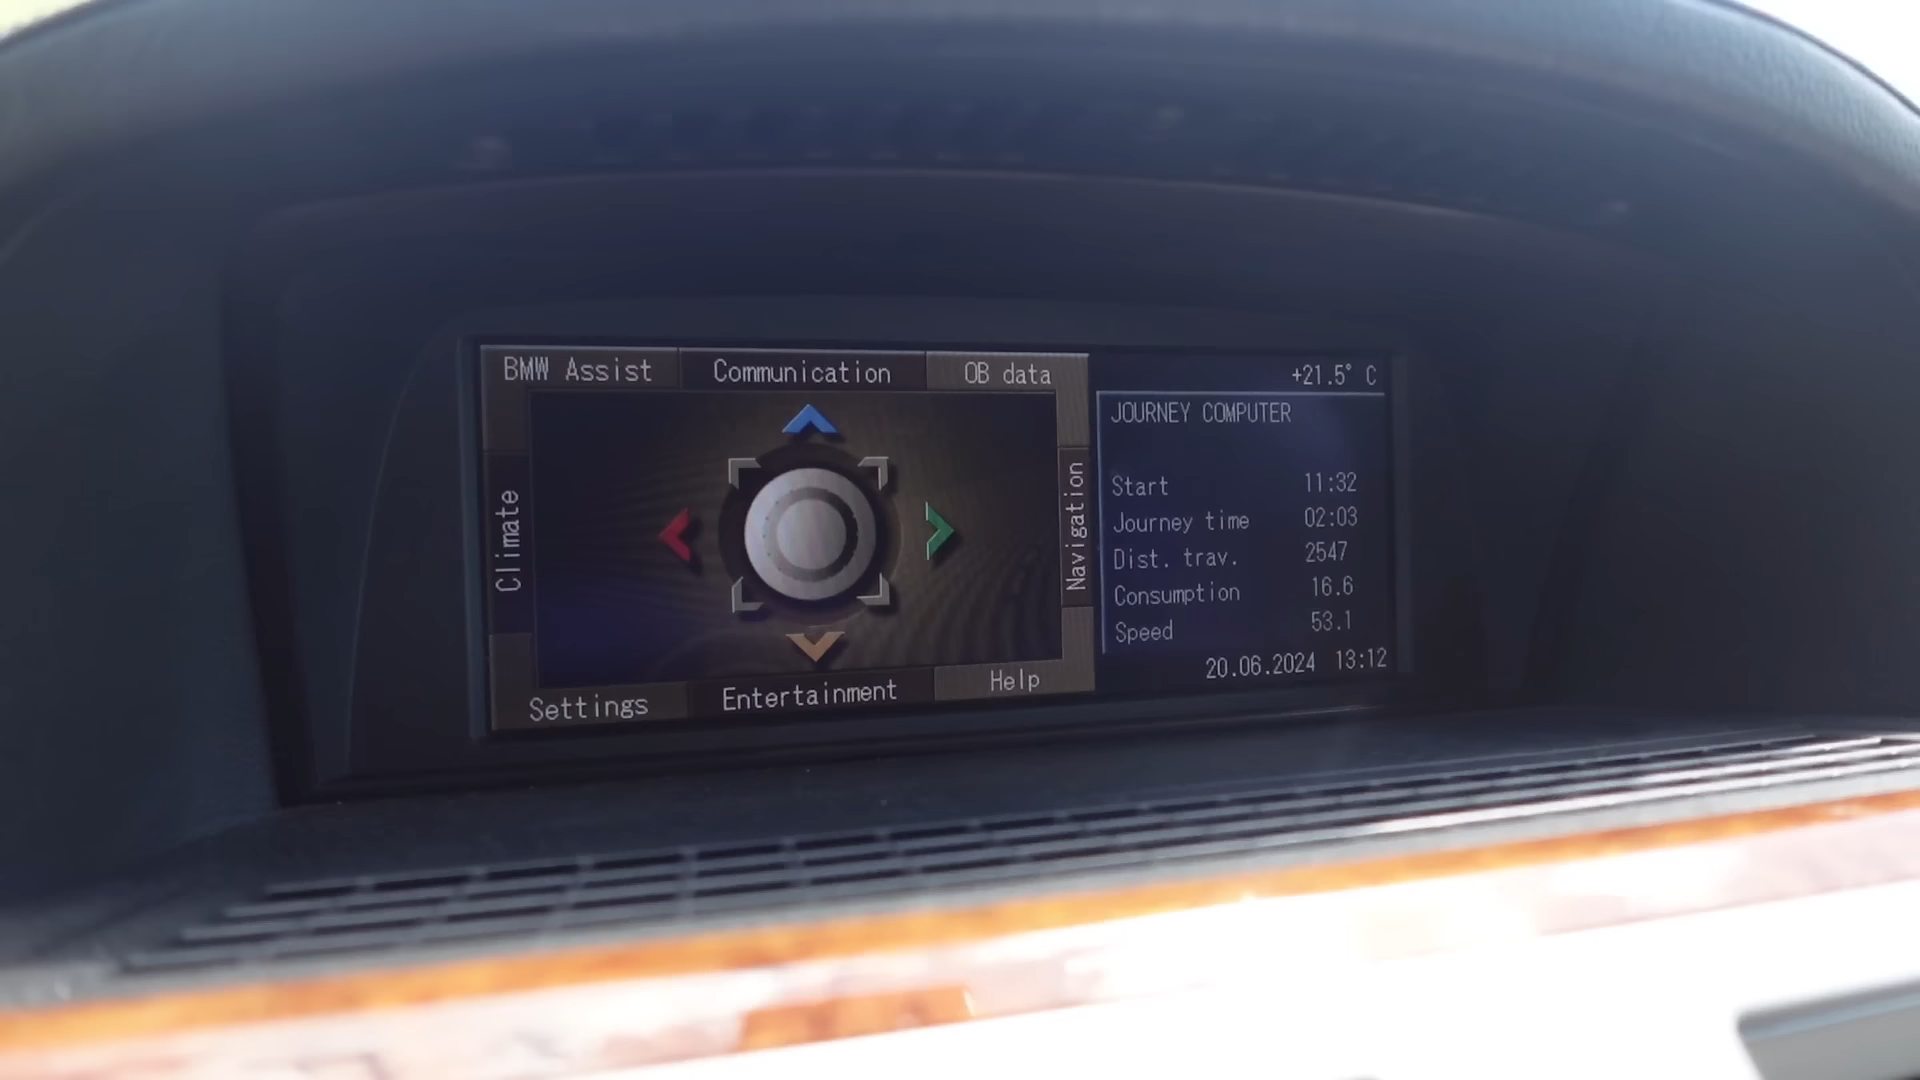 BMW Assist Communication OB data
+21.5° C
Climate
Navigation
JOURNEY COMPUTER
Start 11:32
Journey time 02:03
Dist. trav. 2547
Consumption 16.6
Speed 53.1
20.06.2024 13:12
Settings Entertainment Help